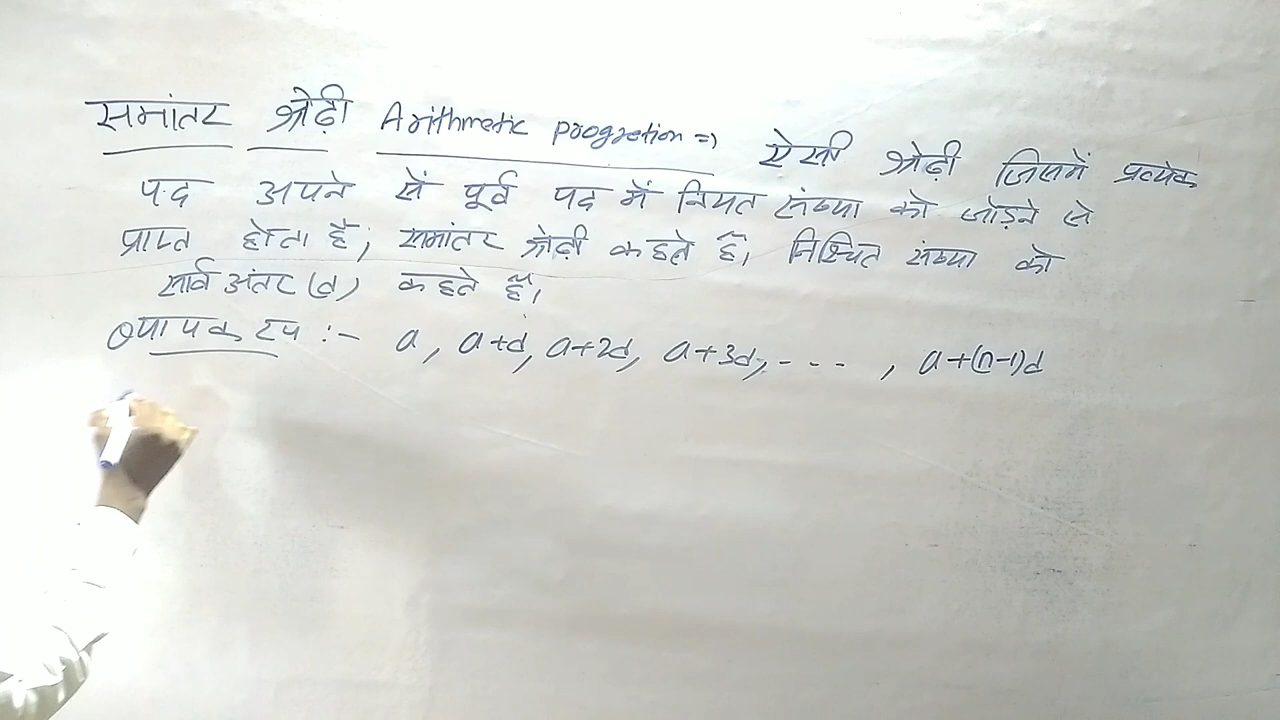 समांतर श्रेढ़ी Arithmetic progretion ⇒ ऐसी श्रेढ़ी जिसमें प्रत्येक
पद अपने से पूर्व पद में नियत संख्या को जोड़ने से
प्राप्त होता है, समांतर श्रेढ़ी कहते हैं, निश्चित संख्या को
सार्व अंतर (d) कहते हैं,
व्यापक रूप :- a, a+d, a+2d, a+3d, - - - , a+(n-1)d